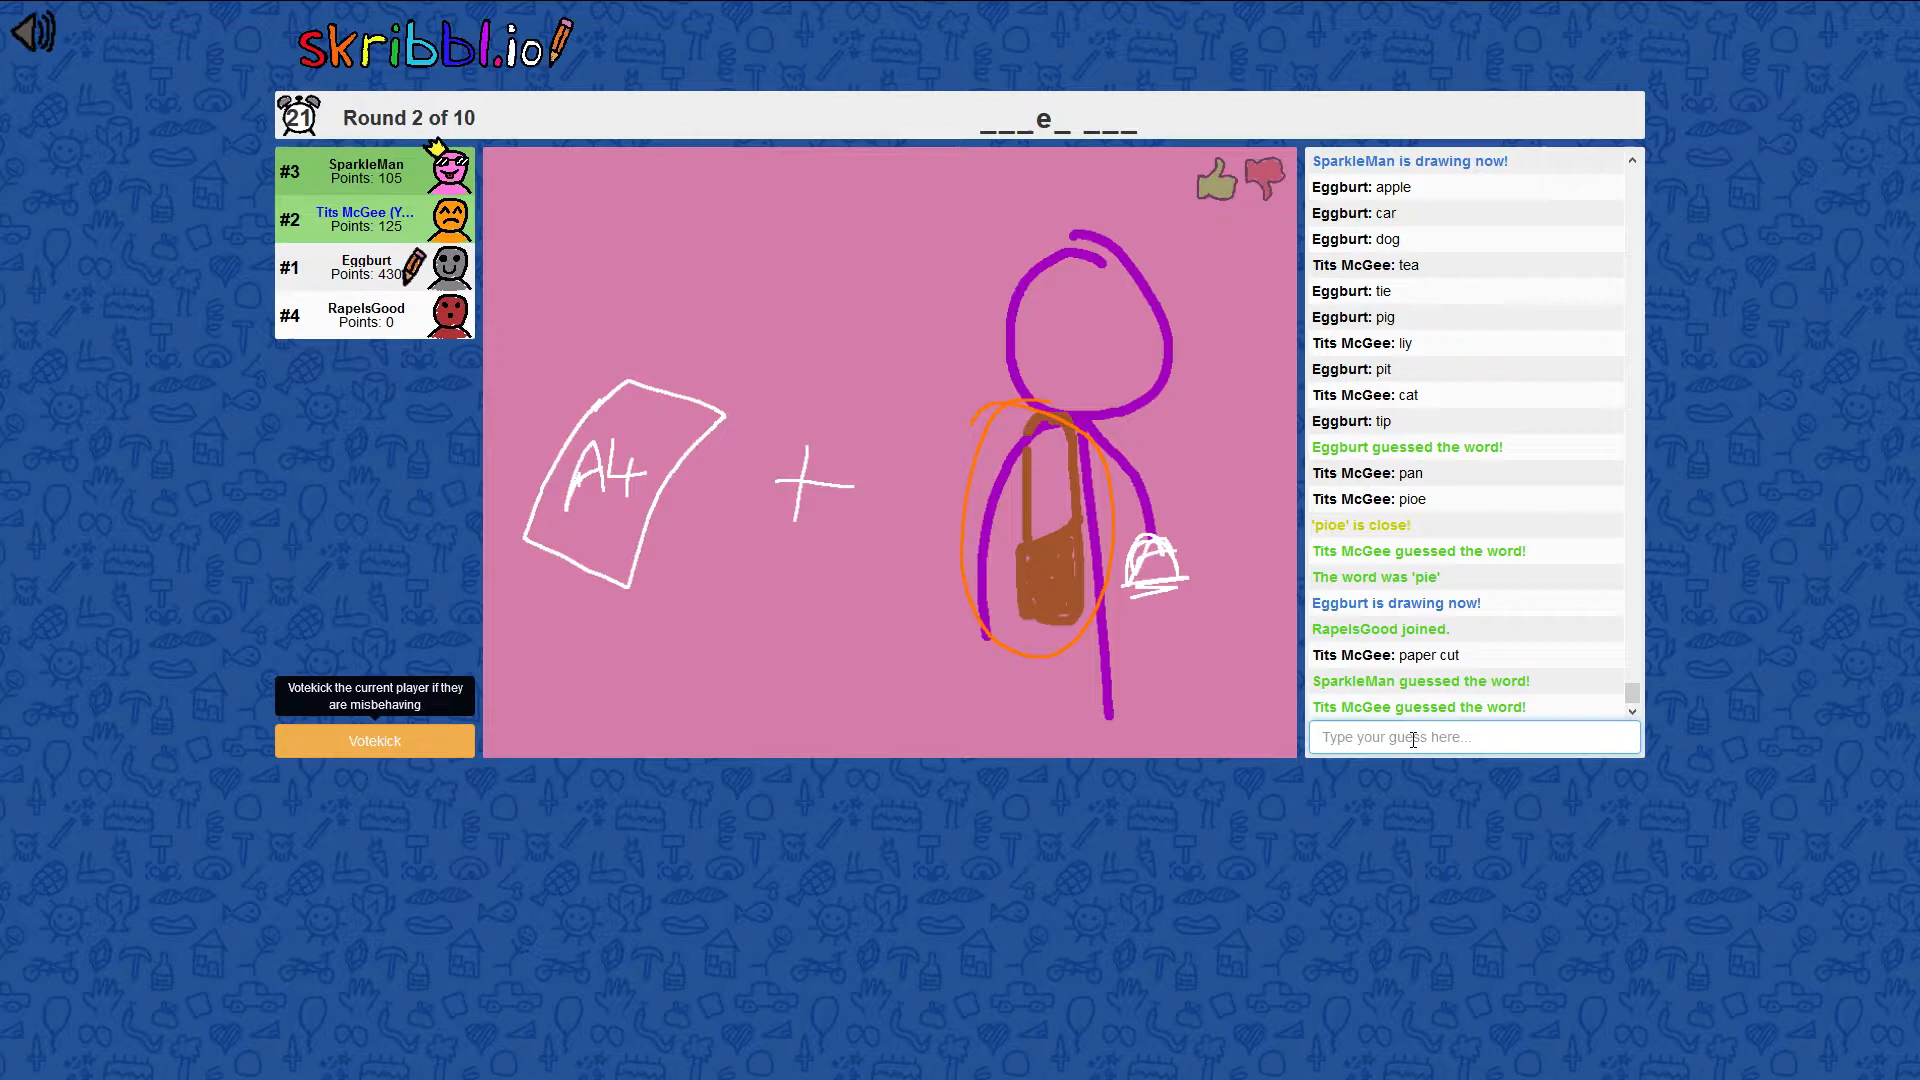 skribbl.io
21
Round 2 of 10
___e_ ___
#3
SparkleMan
Points: 105
#2
Tits McGee (Y...
Points: 125
#1
Eggburt
Points: 430
#4
RapeIsGood
Points: 0
Votekick the current player if they
are misbehaving
Votekick
A4
+
SparkleMan is drawing now!
Eggburt: apple
Eggburt: car
Eggburt: dog
Tits McGee: tea
Eggburt: tie
Eggburt: pig
Tits McGee: liy
Eggburt: pit
Tits McGee: cat
Eggburt: tip
Eggburt guessed the word!
Tits McGee: pan
Tits McGee: pioe
'pioe' is close!
Tits McGee guessed the word!
The word was 'pie'
Eggburt is drawing now!
RapeIsGood joined.
Tits McGee: paper cut
SparkleMan guessed the word!
Tits McGee guessed the word!
Type your guess here...